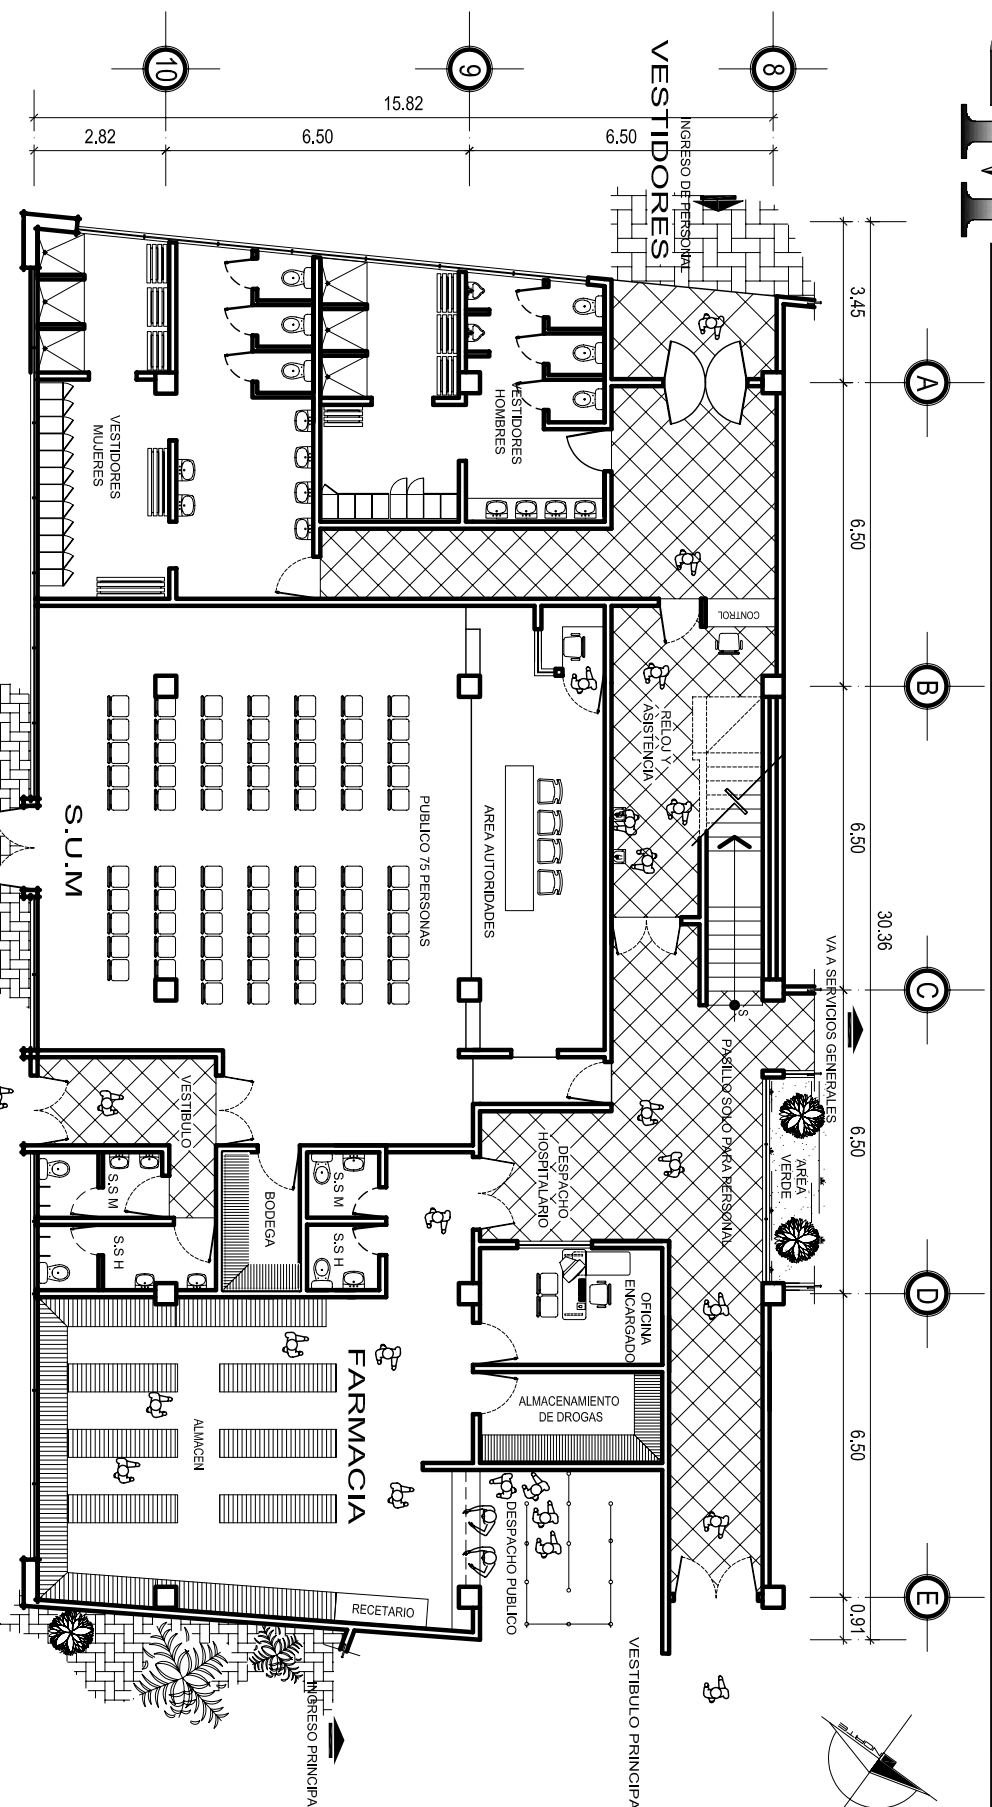 10
9
8
15.82
2.82
6.50
6.50
VESTIDORES
INGRESO DE PERSONAL
3.45
A
6.50
B
6.50
30.36
C
6.50
D
6.50
E
0.91
VESTIDORES
MUJERES
VESTIDORES
HOMBRES
CONTROL
RELOJ Y
ASISTENCIA
S.U.M
PUBLICO 75 PERSONAS
AREA AUTORIDADES
VA A SERVICIOS GENERALES
S
PASILLO SOLO PARA PERSONAL
AREA
VERDE
VESTIBULO
DESPACHO
HOSPITALARIO
S.S M
S.S H
BODEGA
S.S M
S.S H
OFICINA
ENCARGADO
FARMACIA
ALMACEN
ALMACENAMIENTO
DE DROGAS
DESPACHO PUBLICO
RECETARIO
VESTIBULO PRINCIPA
INGRESO PRINCIPA
NORTE